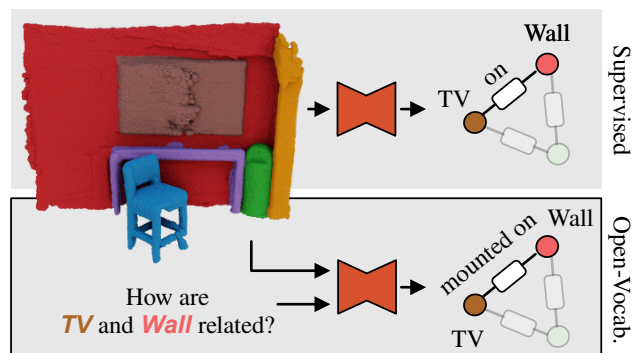 Wall
on
TV
Supervised
mounted on
Wall
TV
How are
TV and Wall related?
Open-Vocab.